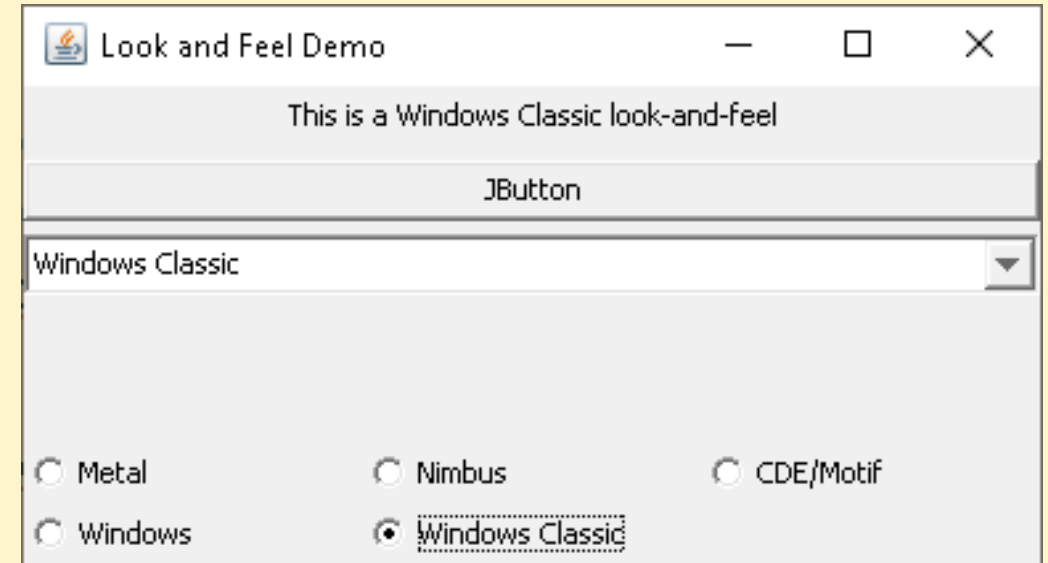 Look and Feel Demo
This is a Windows Classic look-and-feel
JButton
Windows Classic
Metal Nimbus CDE/Motif
Windows Windows Classic